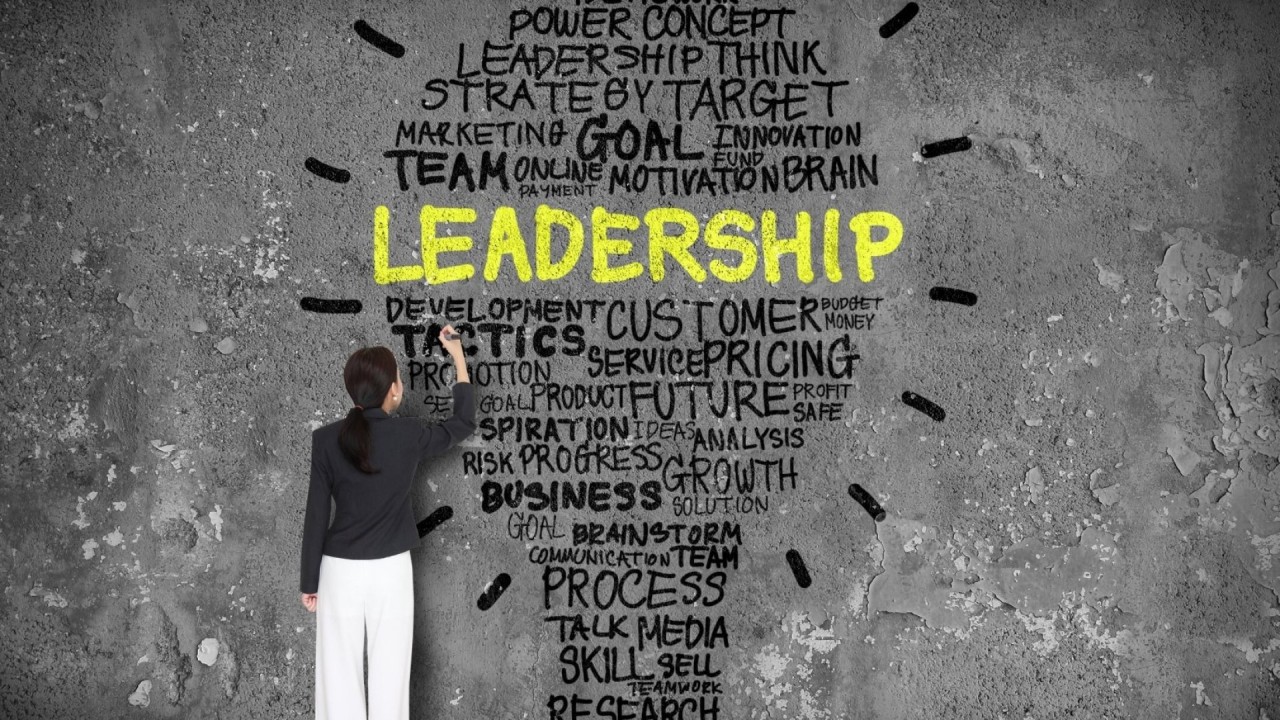 POWER CONCEPT
LEADERSHIP THINK
STRATEGY TARGET
MARKETING GOAL INNOVATION
FUND
TEAM ONLINE MOTIVATION BRAIN
PAYMENT
LEADERSHIP
DEVELOPMENT CUSTOMER BUDGET
MONEY
TACTICS
SERVICE PRICING
PROMOTION
GOAL PRODUCT FUTURE PROFIT
SAFE
SPIRATION IDEAS ANALYSIS
RISK PROGRESS GROWTH
BUSINESS SOLUTION
GOAL BRAINSTORM
COMMUNICATION TEAM
PROCESS
TALK MEDIA
SKILL SELL
TEAMWORK
RESEARCH